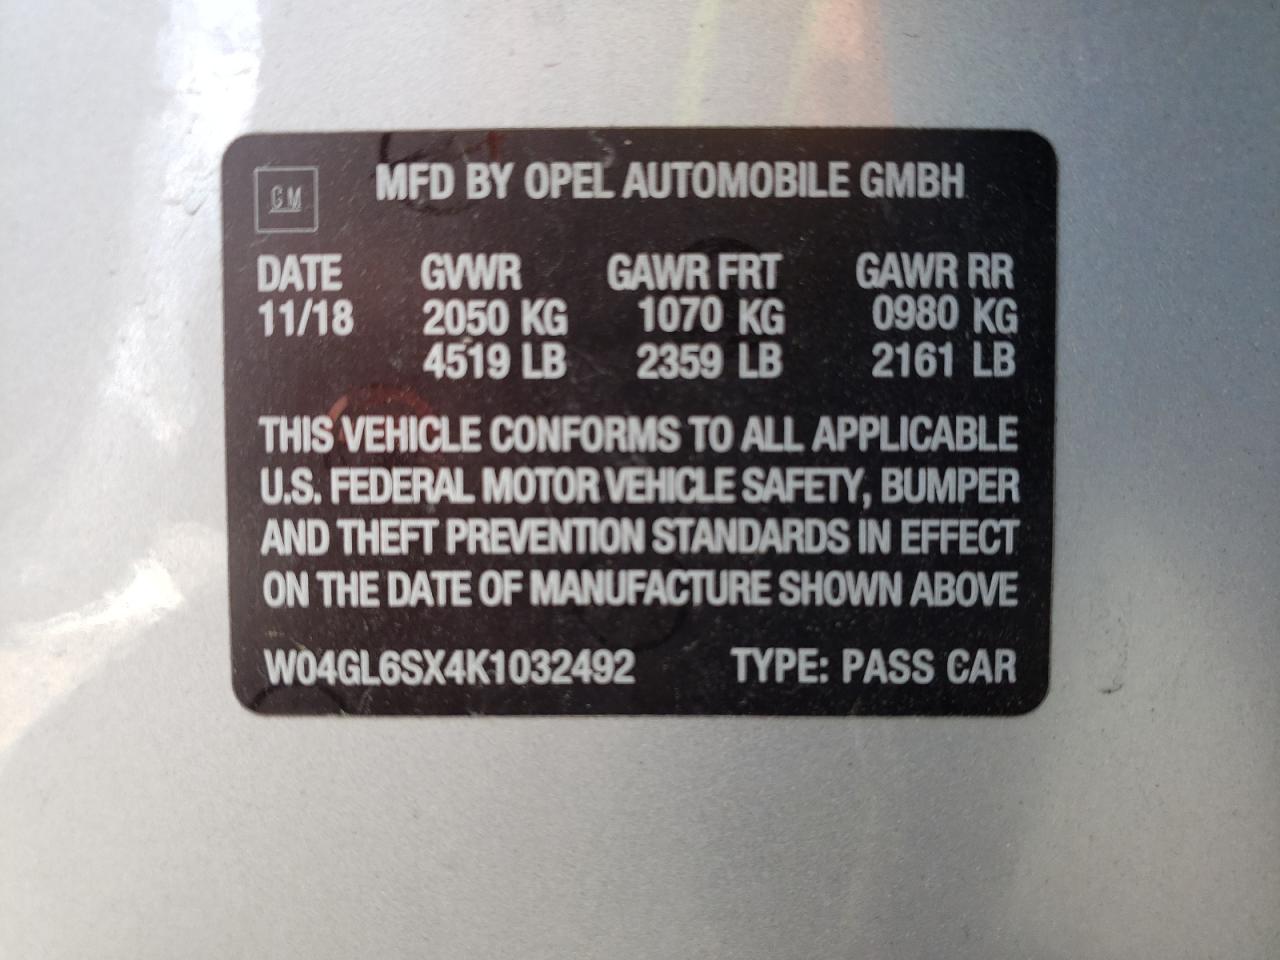 GM
MFD BY OPEL AUTOMOBILE GMBH
DATE GVWR GAWR FRT GAWR RR
11/18 2050 KG 1070 KG 0980 KG
4519 LB 2359 LB 2161 LB
THIS VEHICLE CONFORMS TO ALL APPLICABLE
U.S. FEDERAL MOTOR VEHICLE SAFETY, BUMPER
AND THEFT PREVENTION STANDARDS IN EFFECT
ON THE DATE OF MANUFACTURE SHOWN ABOVE
W04GL6SX4K1032492 TYPE: PASS CAR